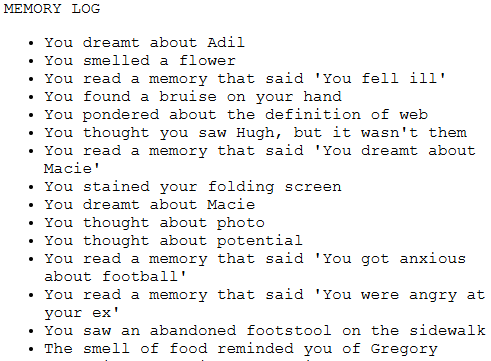 MEMORY LOG
• You dreamt about Adil
• You smelled a flower
• You read a memory that said 'You fell ill'
• You found a bruise on your hand
• You pondered about the definition of web
• You thought you saw Hugh, but it wasn't them
• You read a memory that said 'You dreamt about
Macie'
• You stained your folding screen
• You dreamt about Macie
• You thought about photo
• You thought about potential
• You read a memory that said 'You got anxious
about football'
• You read a memory that said 'You were angry at
your ex'
• You saw an abandoned footstool on the sidewalk
• The smell of food reminded you of Gregory